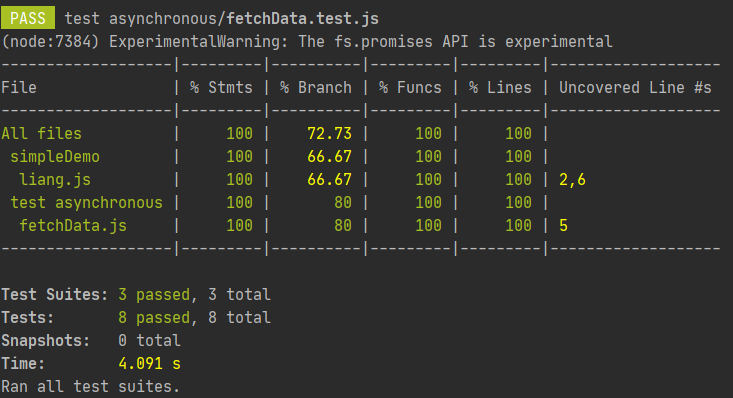 PASS test asynchronous/fetchData.test.js
(node:7384) ExperimentalWarning: The fs.promises API is experimental
-------------------|---------|----------|---------|---------|-------------------
File               | % Stmts | % Branch | % Funcs | % Lines | Uncovered Line #s
-------------------|---------|----------|---------|---------|-------------------
All files          |     100 |    72.73 |     100 |     100 |
 simpleDemo        |     100 |    66.67 |     100 |     100 |
  liang.js         |     100 |    66.67 |     100 |     100 | 2,6
 test asynchronous |     100 |       80 |     100 |     100 |
  fetchData.js     |     100 |       80 |     100 |     100 | 5
-------------------|---------|----------|---------|---------|-------------------
Test Suites: 3 passed, 3 total
Tests:       8 passed, 8 total
Snapshots:   0 total
Time:        4.091 s
Ran all test suites.